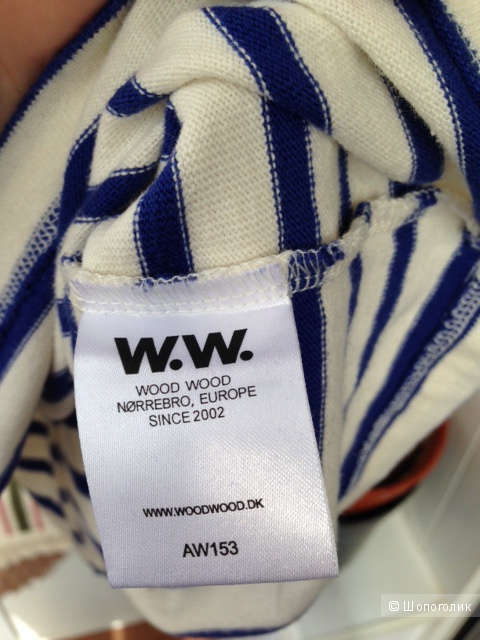 W.W.
WOOD WOOD
NØRREBRO, EUROPE
SINCE 2002
WWW.WOODWOOD.DK
AW153
© Шопоголик